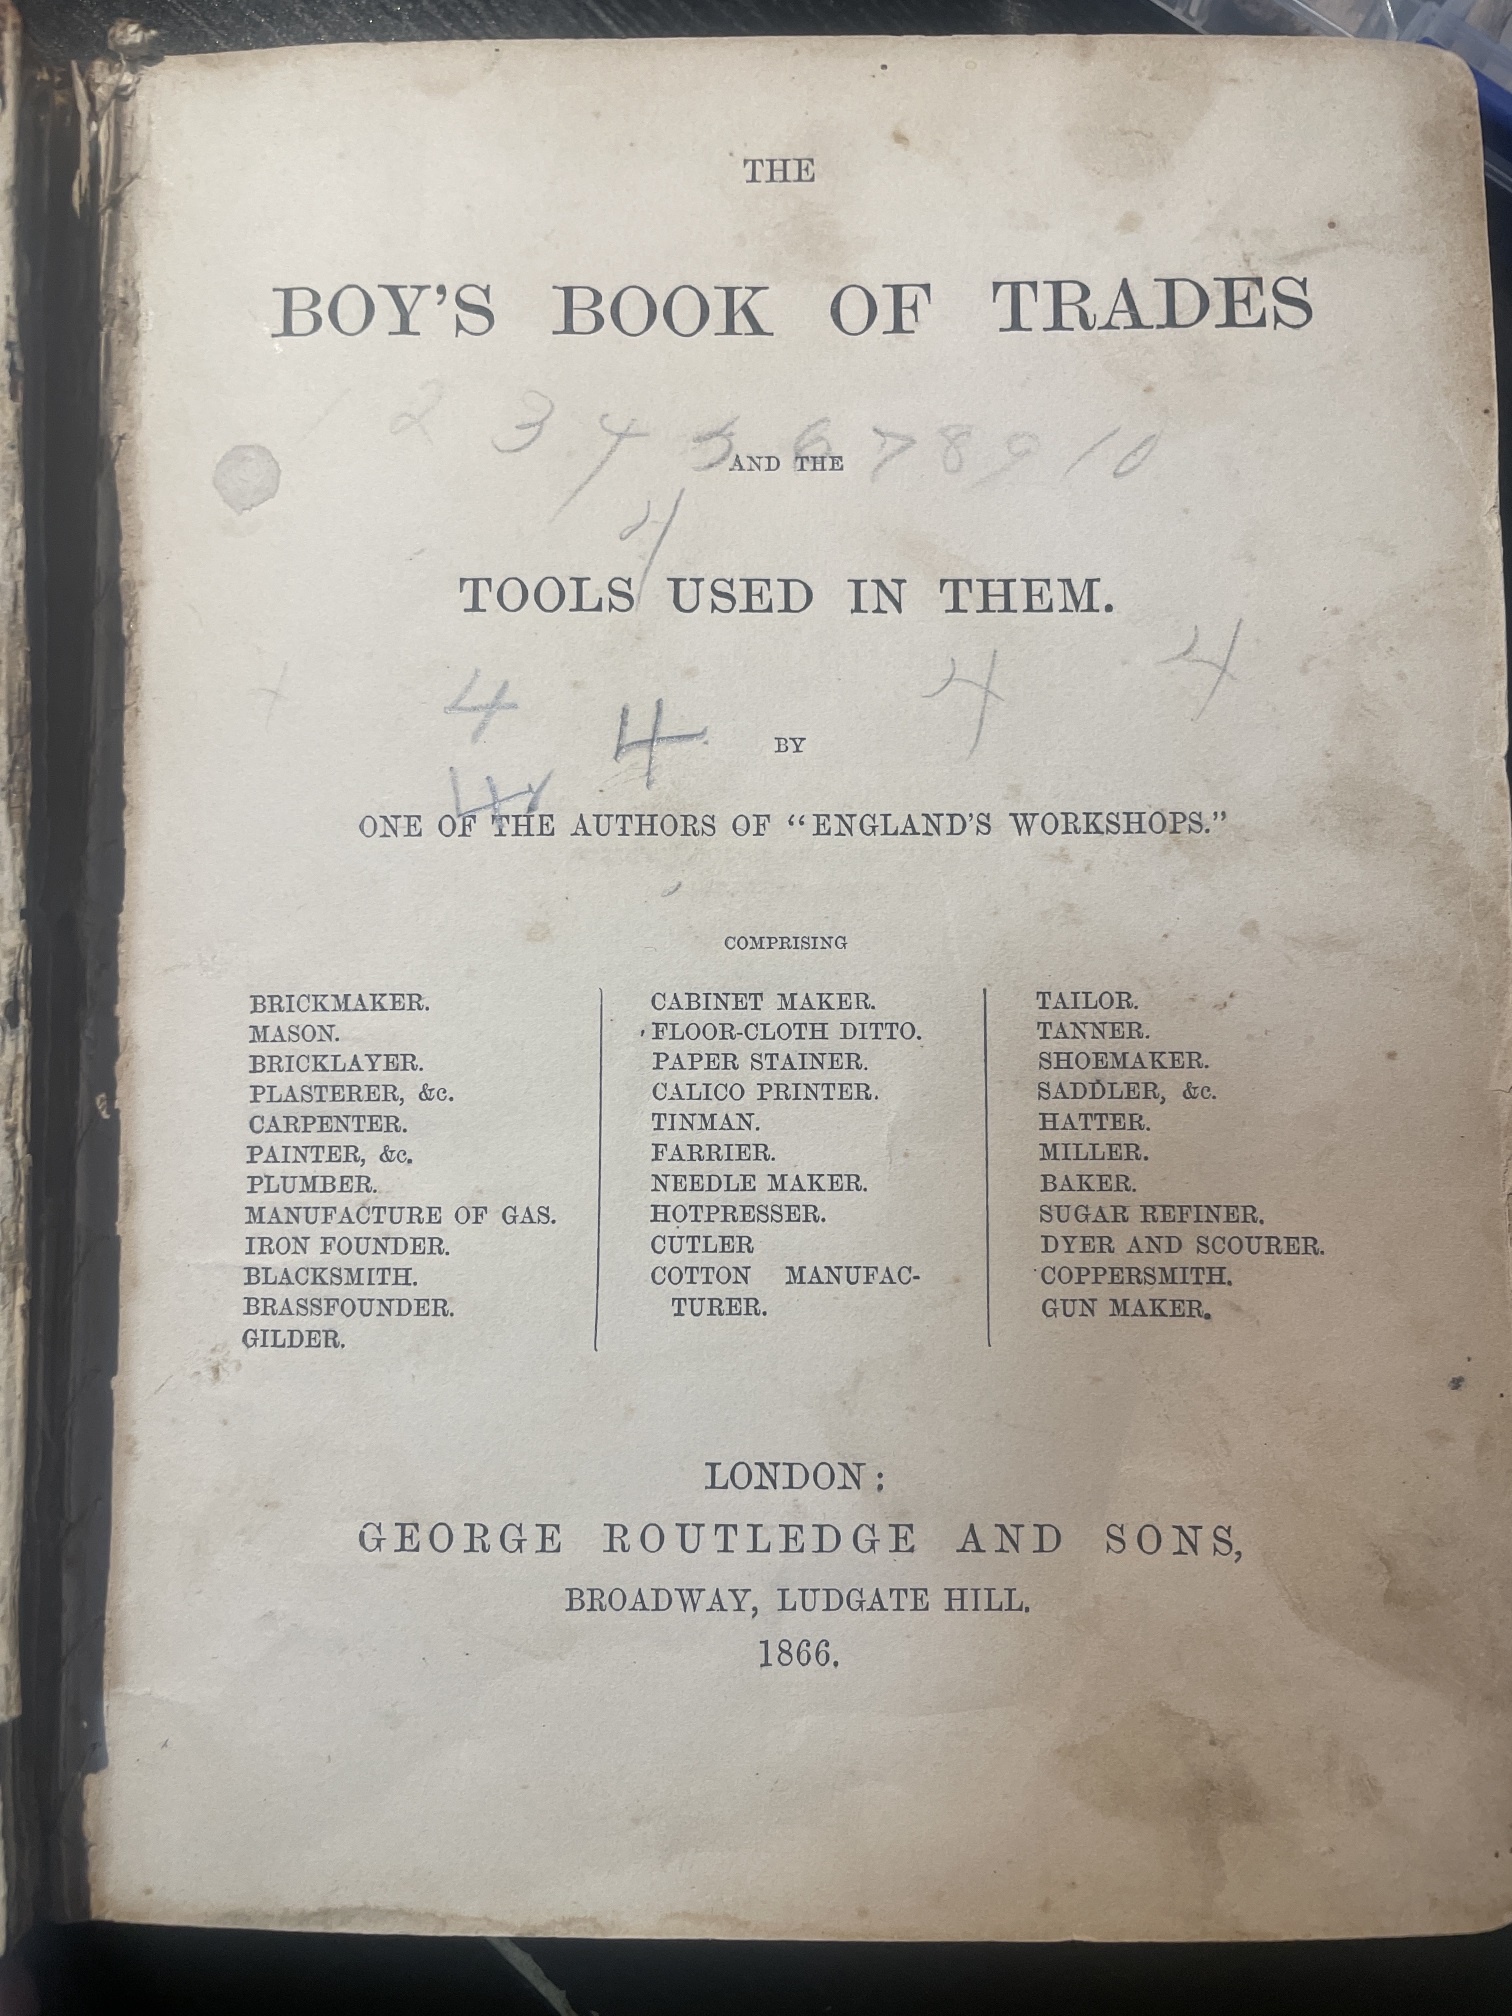 THE
BOY'S BOOK OF TRADES
1 2 3 4 5 6 7 8 9 10
AND THE
4
TOOLS USED IN THEM.
4 4 4 4
BY
4
ONE OF THE AUTHORS OF "ENGLAND'S WORKSHOPS."
COMPRISING
BRICKMAKER.
MASON.
BRICKLAYER.
PLASTERER, &c.
CARPENTER.
PAINTER, &c.
PLUMBER.
MANUFACTURE OF GAS.
IRON FOUNDER.
BLACKSMITH.
BRASSFOUNDER.
GILDER.
CABINET MAKER.
FLOOR-CLOTH DITTO.
PAPER STAINER.
CALICO PRINTER.
TINMAN.
FARRIER.
NEEDLE MAKER.
HOTPRESSER.
CUTLER
COTTON MANUFAC-
TURER.
TAILOR.
TANNER.
SHOEMAKER.
SADDLER, &c.
HATTER.
MILLER.
BAKER.
SUGAR REFINER.
DYER AND SCOURER.
COPPERSMITH.
GUN MAKER.
LONDON:
GEORGE ROUTLEDGE AND SONS,
BROADWAY, LUDGATE HILL.
1866.